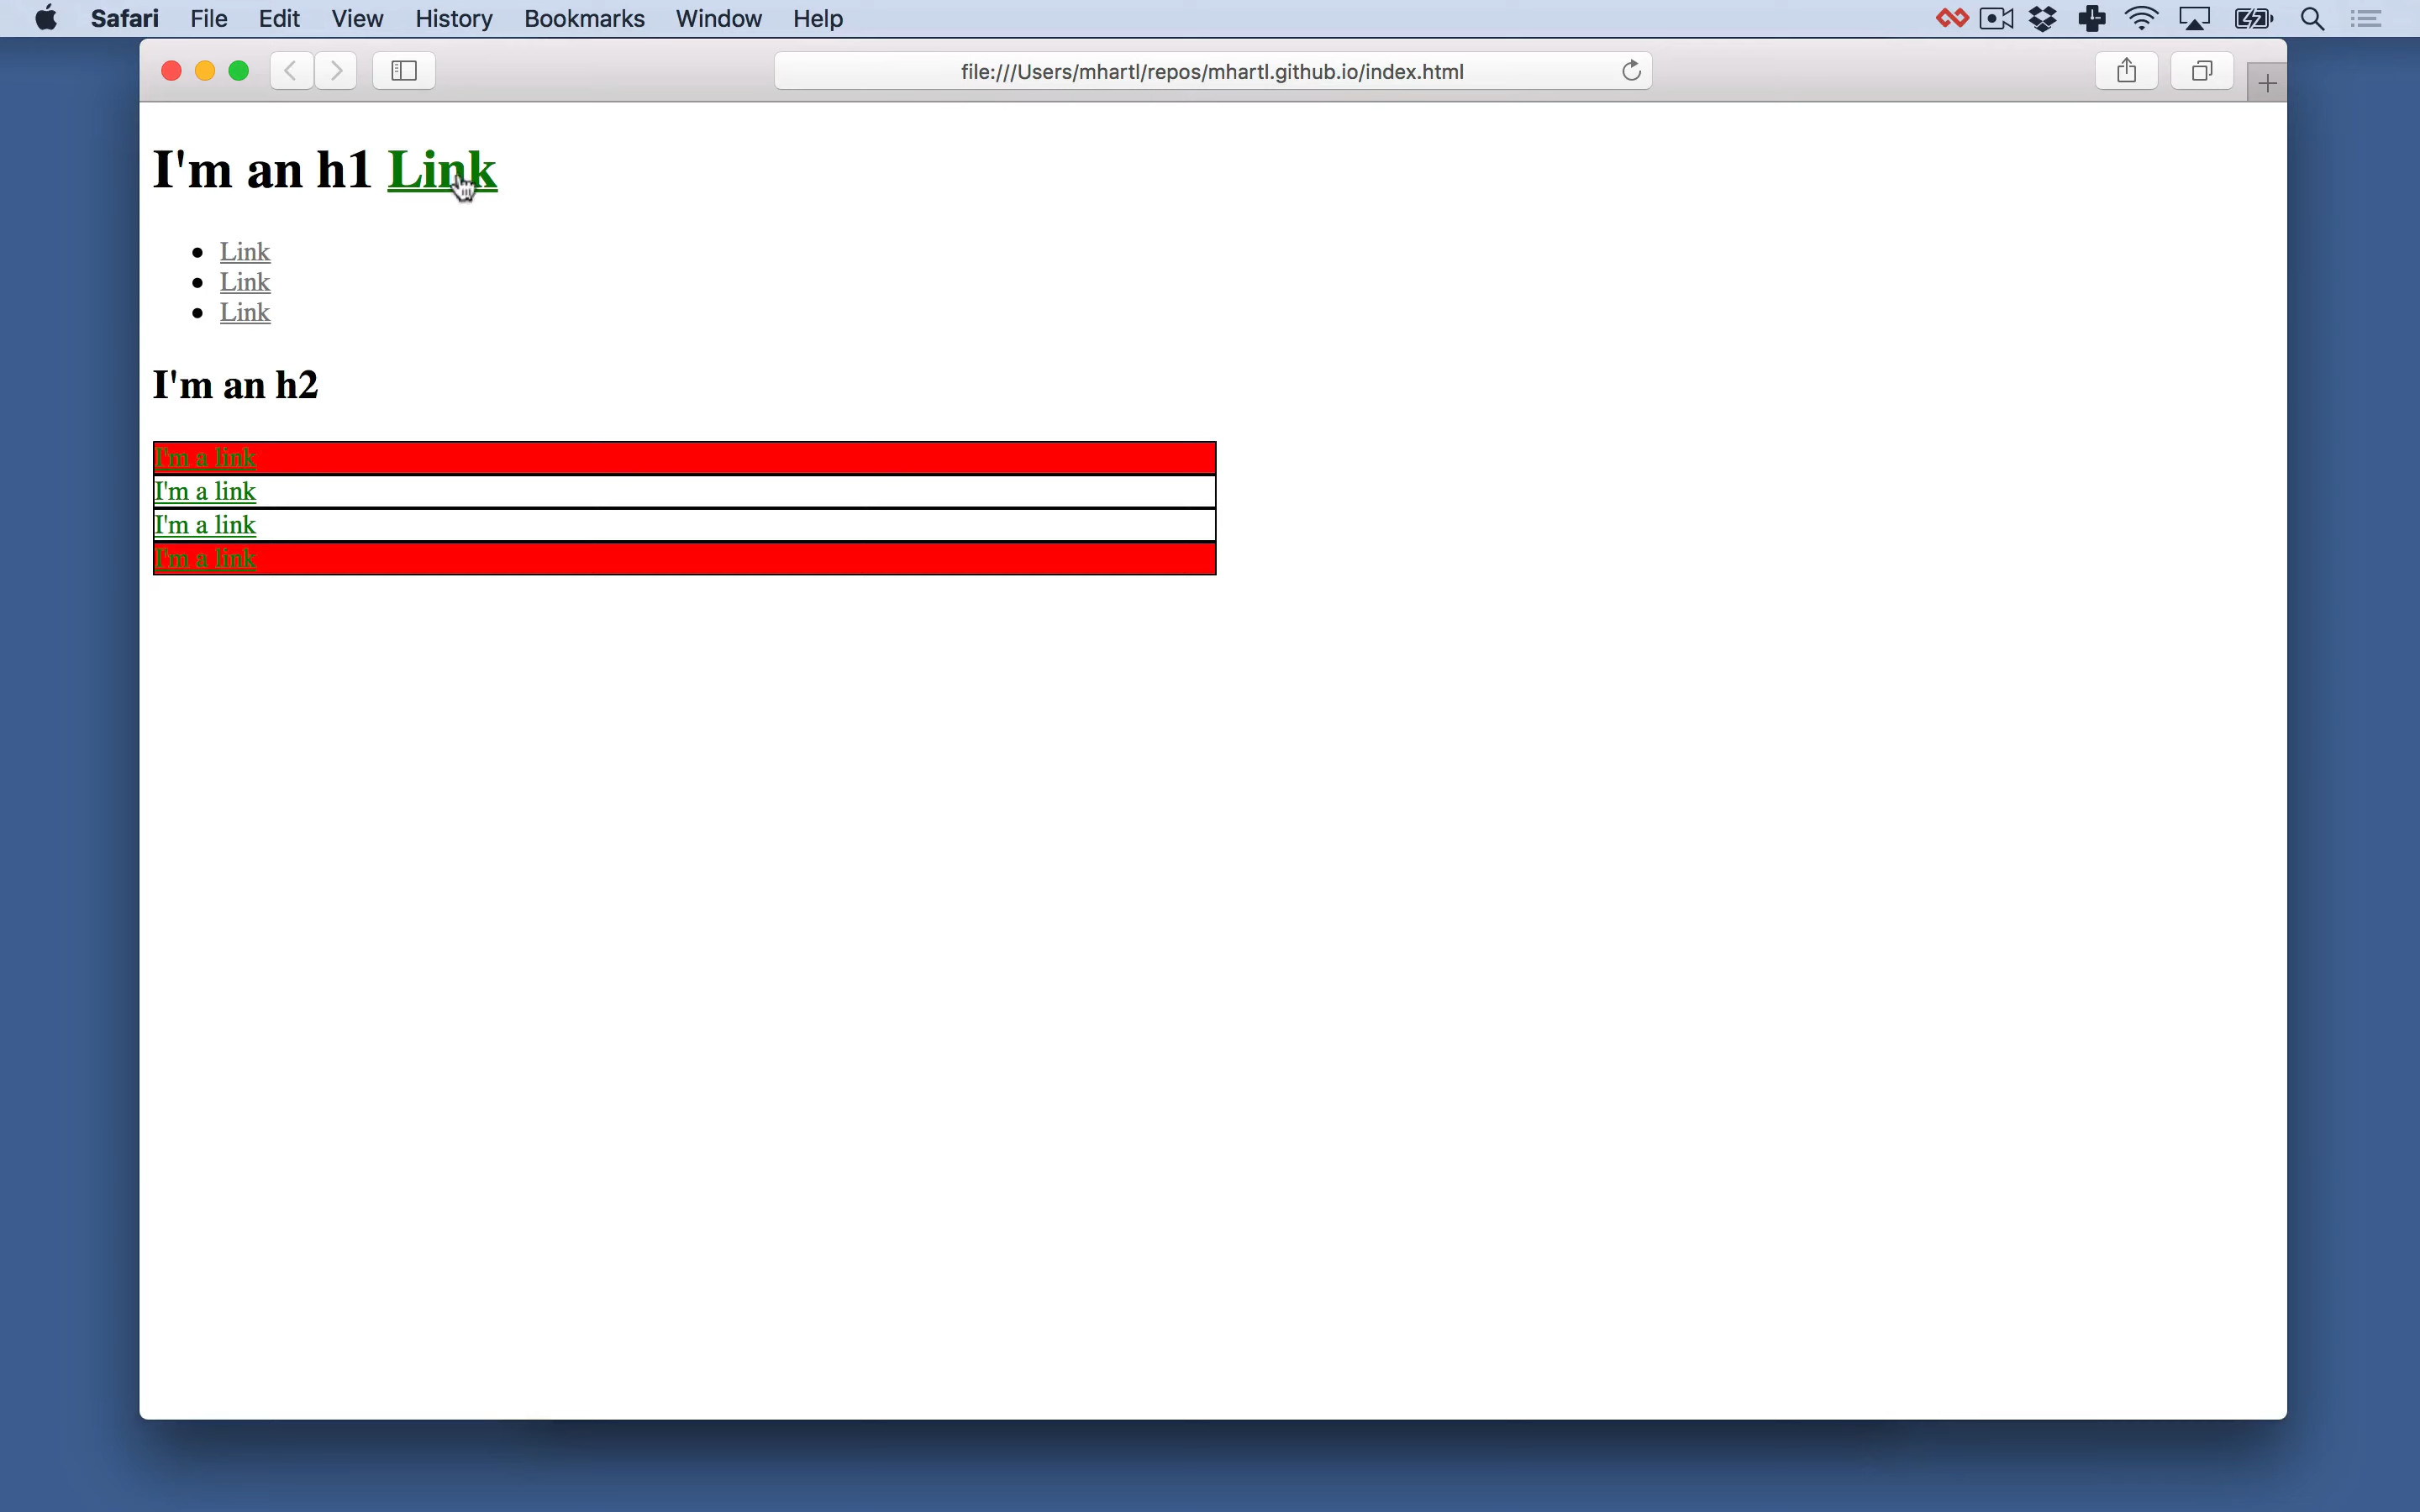 Safari File Edit View History Bookmarks Window Help
file:///Users/mhartl/repos/mhartl.github.io/index.html
I'm an h1 Link
Link
Link
Link
I'm an h2
I'm a link
I'm a link
I'm a link
I'm a link